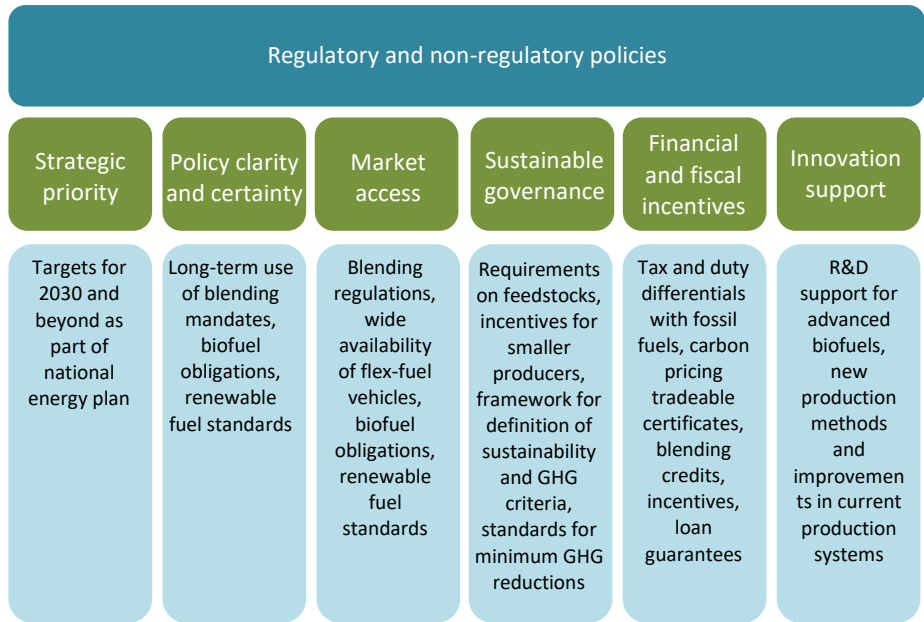 Regulatory and non-regulatory policies
Strategic
priority
Policy clarity
and certainty
Market
access
Sustainable
governance
Financial
and fiscal
incentives
Innovation
support
Targets for
2030 and
beyond as
part of
national
energy plan
Long-term use
of blending
mandates,
biofuel
obligations,
renewable
fuel standards
Blending
regulations,
wide
availability
of flex-fuel
vehicles,
biofuel
obligations,
renewable
fuel
standards
Requirements
on feedstocks,
incentives for
smaller
producers,
framework for
definition of
sustainability
and GHG
criteria,
standards for
minimum GHG
reductions
Tax and duty
differentials
with fossil
fuels, carbon
pricing
tradeable
certificates,
blending
credits,
incentives,
loan
guarantees
R&D
support for
advanced
biofuels,
new
production
methods
and
improvemen
ts in current
production
systems